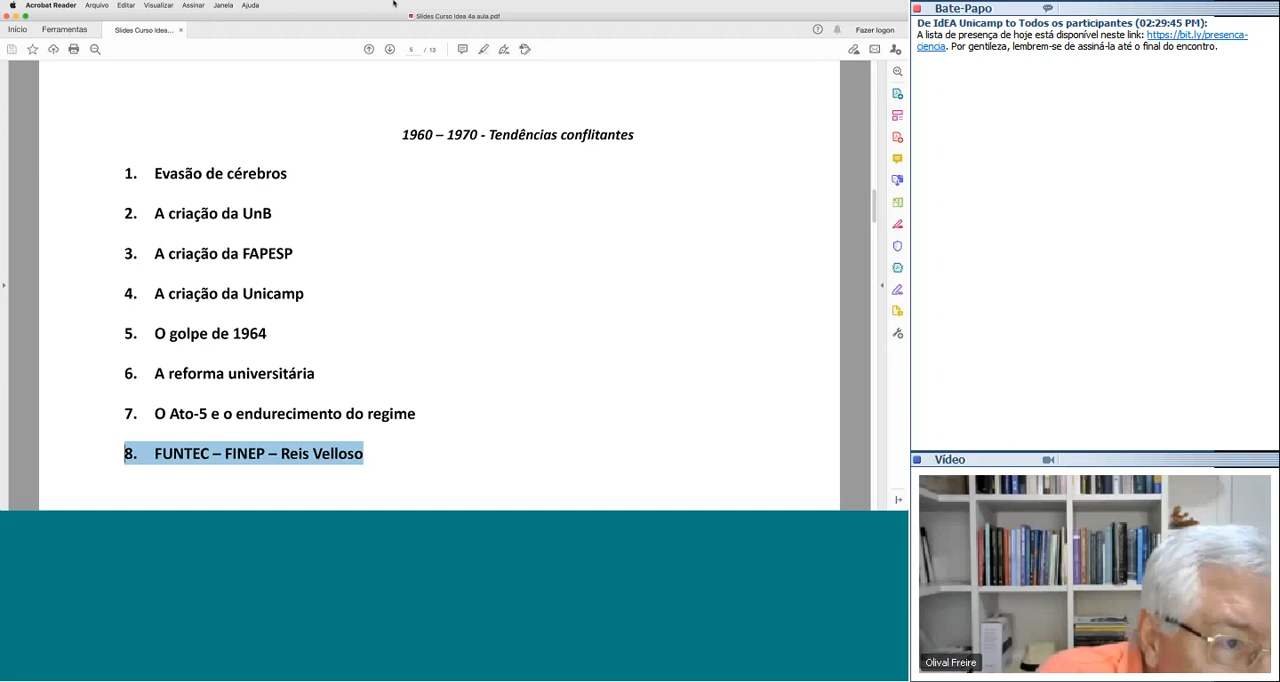 Acrobat Reader Arquivo Editar Visualizar Assinar Janela Ajuda
Slides Curso Idea 4a aula.pdf
Início Ferramentas Slides Curso Idea... × Fazer logon
5 / 13
1960 – 1970 - Tendências conflitantes
1. Evasão de cérebros
2. A criação da UnB
3. A criação da FAPESP
4. A criação da Unicamp
5. O golpe de 1964
6. A reforma universitária
7. O Ato-5 e o endurecimento do regime
8. FUNTEC – FINEP – Reis Velloso
Bate-Papo
De IdEA Unicamp to Todos os participantes (02:29:45 PM):
A lista de presença de hoje está disponível neste link: https://bit.ly/presenca-
ciencia. Por gentileza, lembrem-se de assiná-la até o final do encontro.
Vídeo
Olival Freire